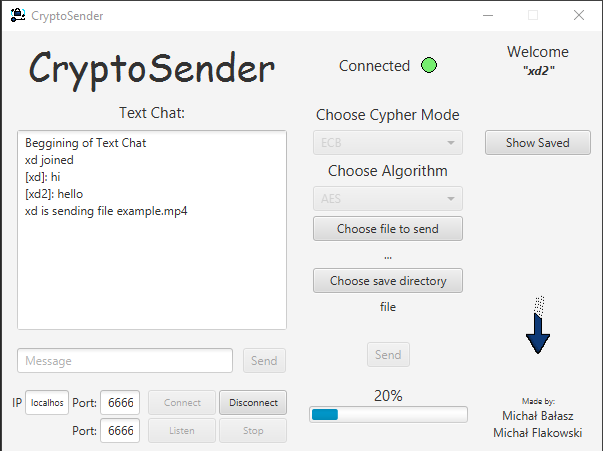 CryptoSender
CryptoSender
Connected
Welcome
"xd2"
Text Chat:
Beggining of Text Chat
xd joined
[xd]: hi
[xd2]: hello
xd is sending file example.mp4
Choose Cypher Mode
ECB
Show Saved
Choose Algorithm
AES
Choose file to send
...
Choose save directory
file
Message
Send
Send
IP localhos Port: 6666 Connect Disconnect
Port: 6666 Listen Stop
20%
Made by:
Michał Bałasz
Michał Flakowski